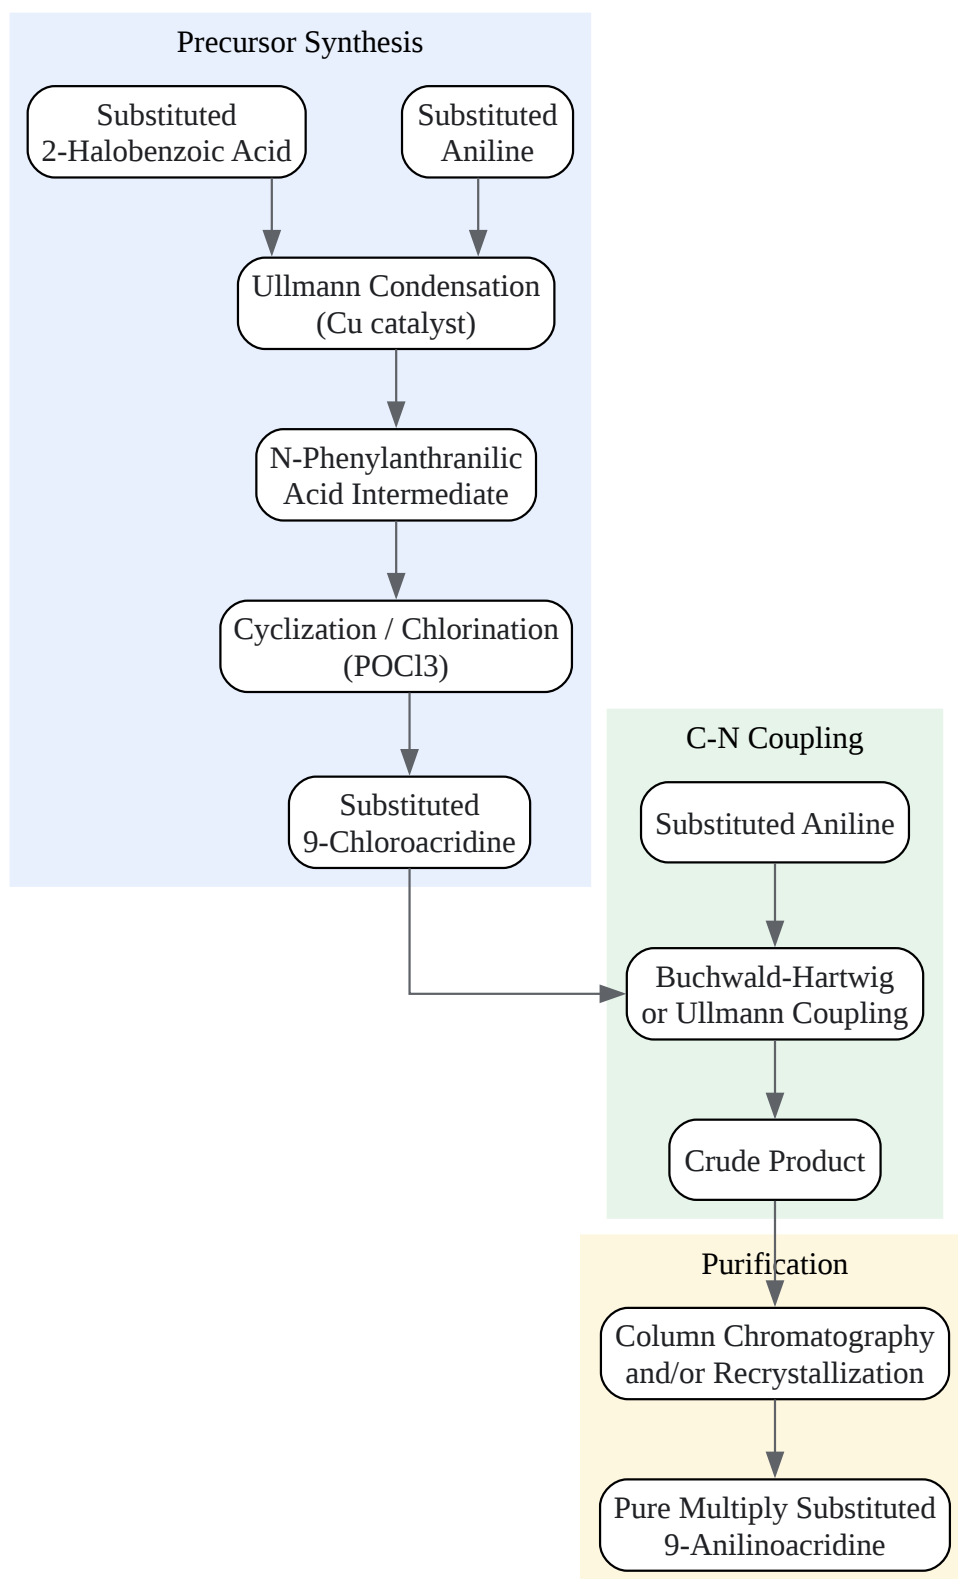 Precursor Synthesis
Substituted
2-Halobenzoic Acid
Substituted
Aniline
Ullmann Condensation
(Cu catalyst)
N-Phenylanthranilic
Acid Intermediate
Cyclization / Chlorination
(POCl3)
Substituted
9-Chloroacridine
C-N Coupling
Substituted Aniline
Buchwald-Hartwig
or Ullmann Coupling
Crude Product
Purification
Column Chromatography
and/or Recrystallization
Pure Multiply Substituted
9-Anilinoacridine